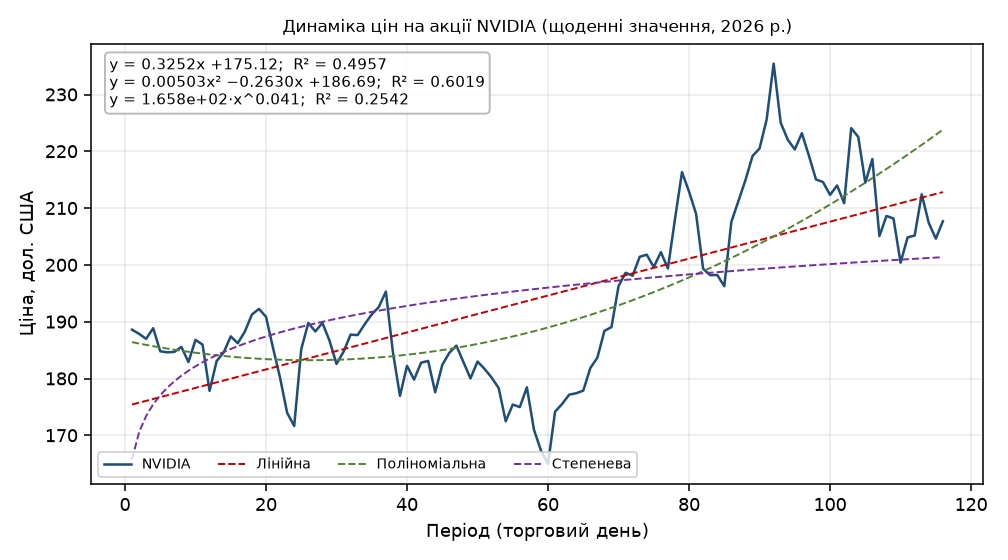 Динаміка цін на акції NVIDIA (щоденні значення, 2026 р.)
y = 0.3252x +175.12;  R² = 0.4957
y = 0.00503x² −0.2630x +186.69;  R² = 0.6019
y = 1.658e+02·x^0.041;  R² = 0.2542
Ціна, дол. США
230
220
210
200
190
180
170
NVIDIA
Лінійна
Поліноміальна
Степенева
0
20
40
60
80
100
120
Період (торговий день)